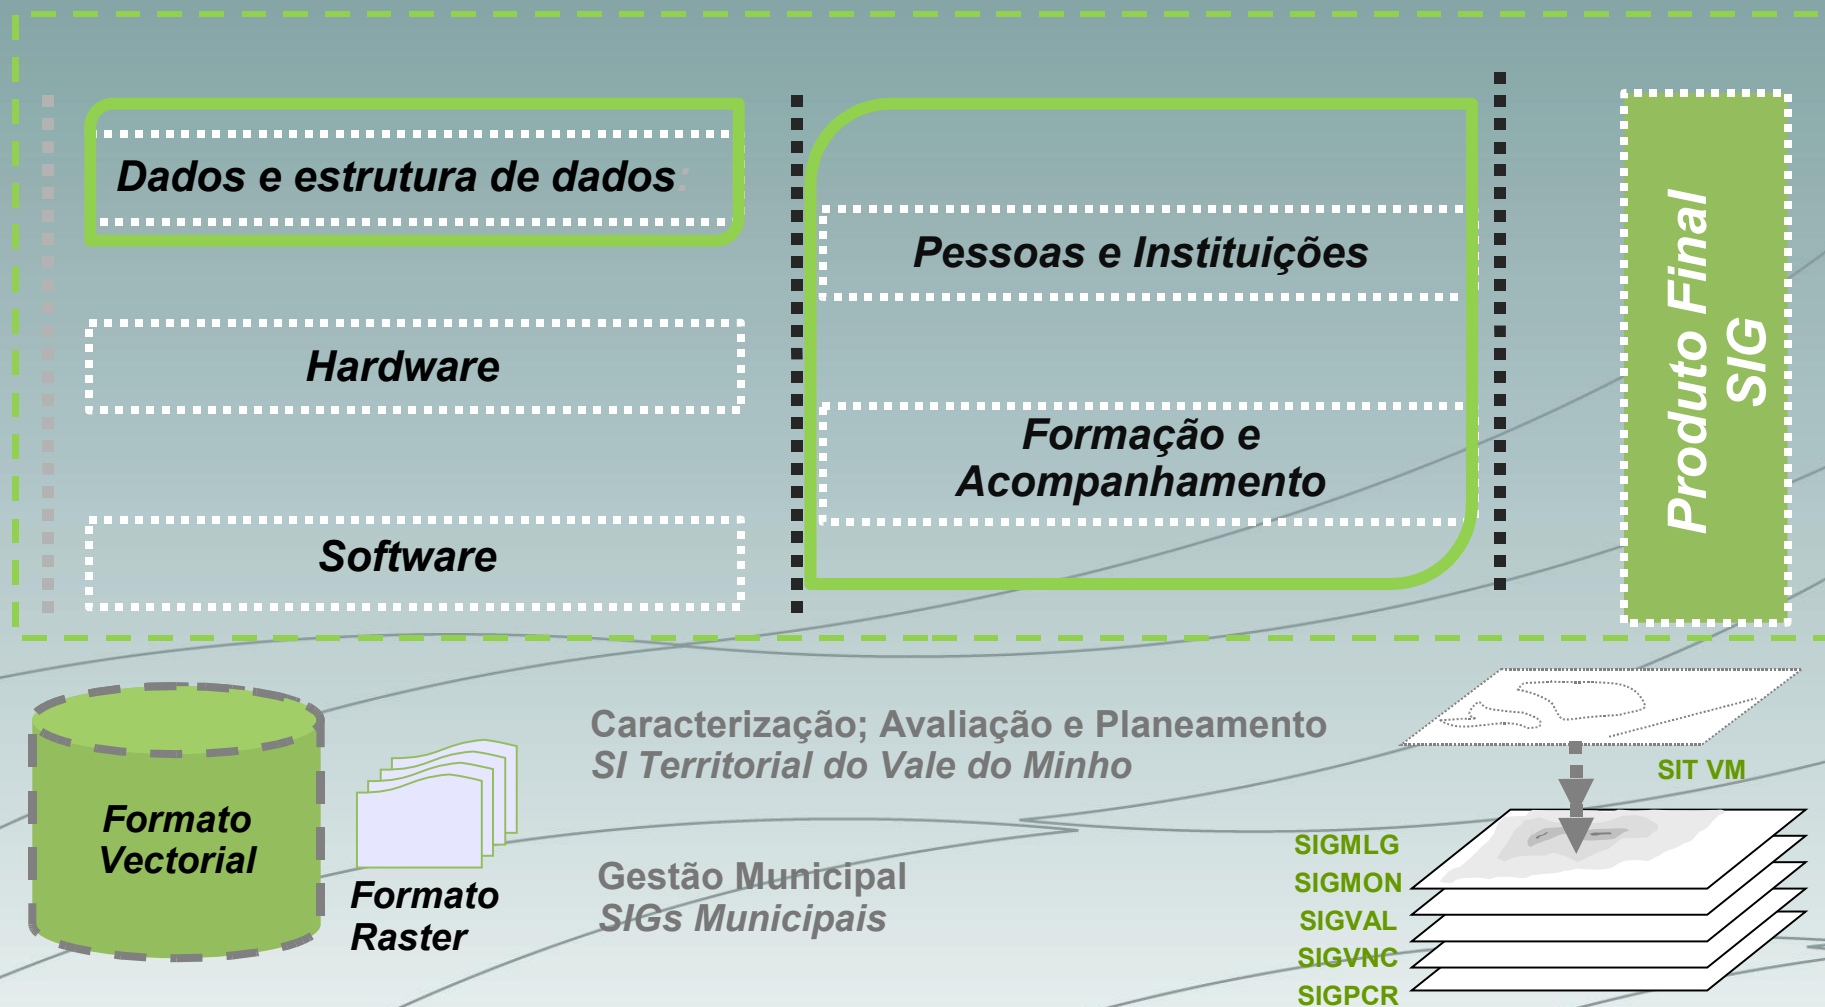 Dados e estrutura de dados:
Hardware
Software
Pessoas e Instituições
Formação e
Acompanhamento
Produto Final
SIG
Formato
Vectorial
Formato
Raster
Caracterização; Avaliação e Planeamento
SI Territorial do Vale do Minho
Gestão Municipal
SIGs Municipais
SIT VM
SIGMLG
SIGMON
SIGVAL
SIGVNC
SIGPCR